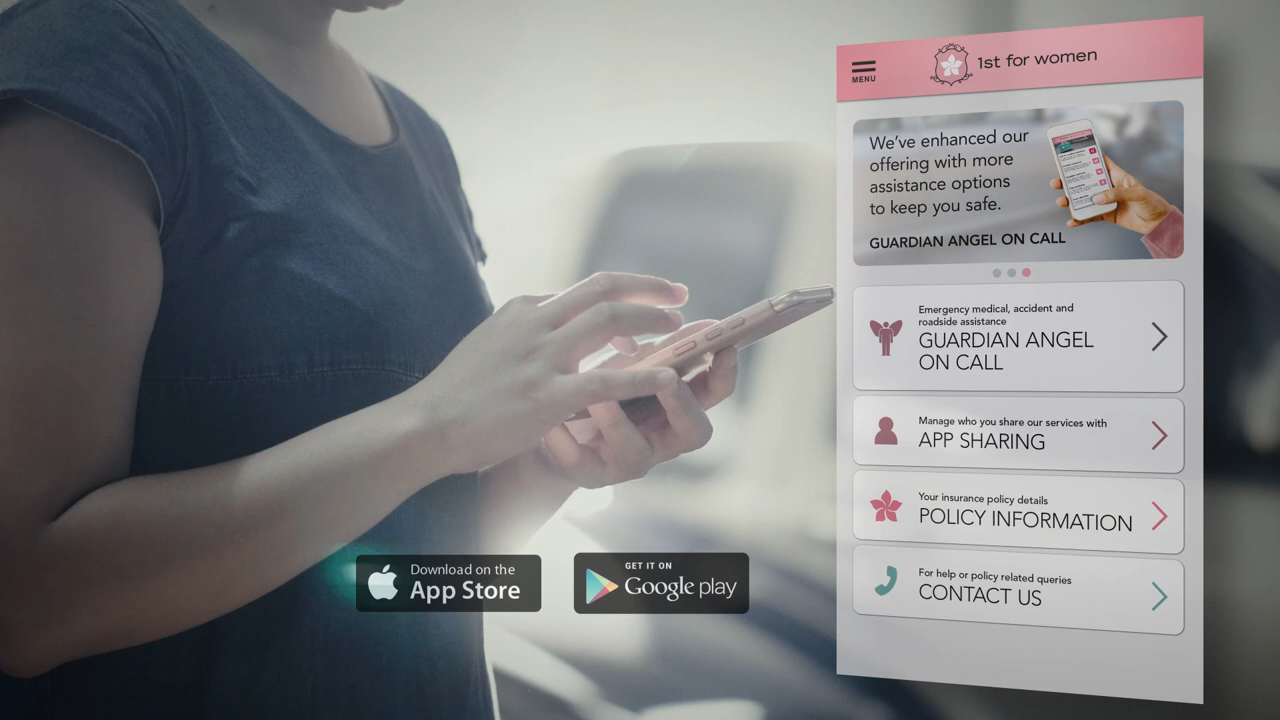 MENU
1st for women
We've enhanced our
offering with more
assistance options
to keep you safe.
GUARDIAN ANGEL ON CALL
Emergency medical, accident and
roadside assistance
GUARDIAN ANGEL
ON CALL
Manage who you share our services with
APP SHARING
Your insurance policy details
POLICY INFORMATION
For help or policy related queries
CONTACT US
Download on the
App Store
GET IT ON
Google play